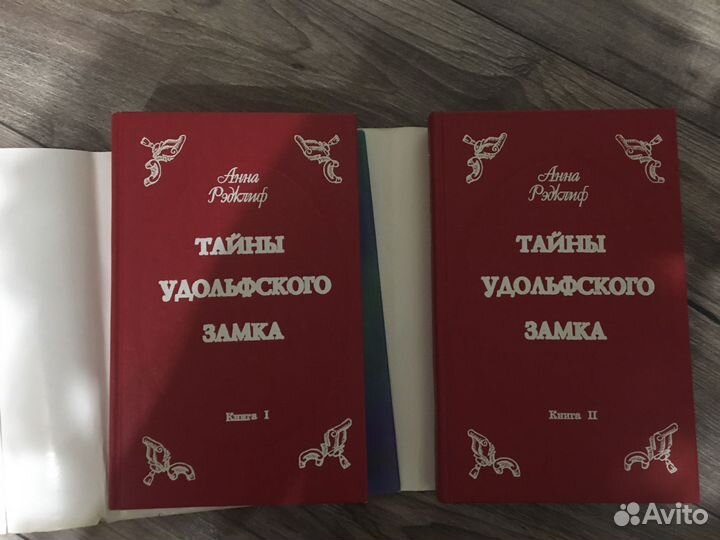 Анна
Рэдклиф
ТАЙНЫ
УДОЛЬФСКОГО
ЗАМКА
Книга I
Анна
Рэдклиф
ТАЙНЫ
УДОЛЬФСКОГО
ЗАМКА
Книга II
Avito